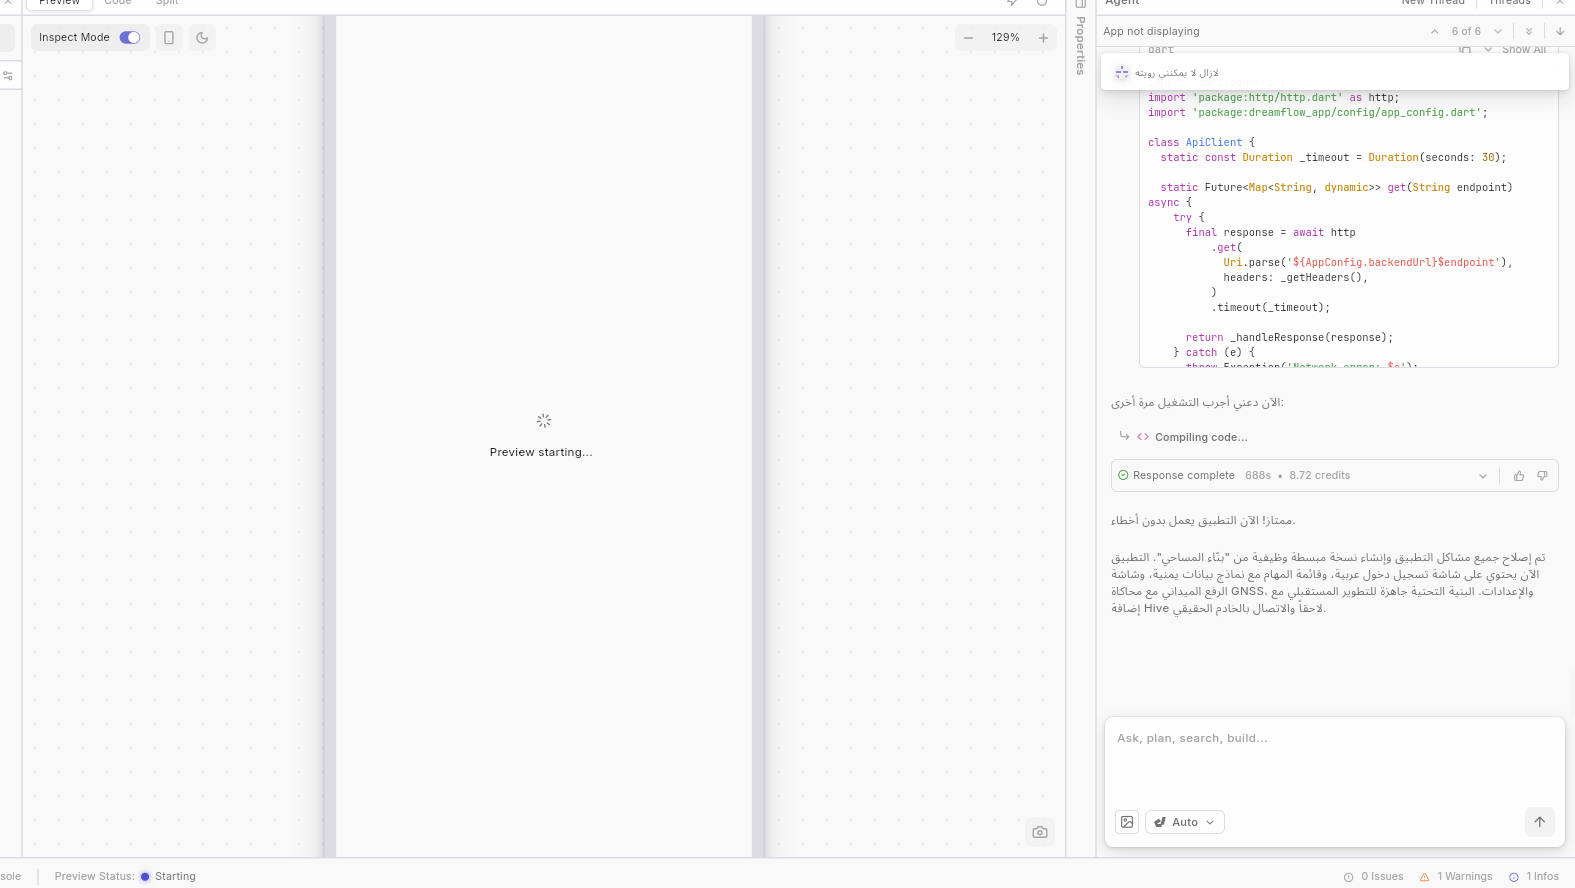 Preview Code Split
Inspect Mode
129%
Properties
Preview starting...
Agent New Thread Threads
App not displaying 6 of 6
dart Show All
لازال لا يمكنني رويته
import 'package:http/http.dart' as http;
import 'package:dreamflow_app/config/app_config.dart';
class ApiClient {
static const Duration _timeout = Duration(seconds: 30);
static Future<Map<String, dynamic>> get(String endpoint)
async {
try {
final response = await http
.get(
Uri.parse('${AppConfig.backendUrl}$endpoint'),
headers: _getHeaders(),
)
.timeout(_timeout);
return _handleResponse(response);
} catch (e) {
throw Exception('Network error: $e');
الآن دعني أجرب التشغيل مرة أخرى:
Compiling code...
Response complete 688s • 8.72 credits
ممتاز! الآن التطبيق يعمل بدون أخطاء.
تم إصلاح جميع مشاكل التطبيق وإنشاء نسخة مبسطة وظيفية من "بنّاء المساحي". التطبيق
الآن يحتوي على شاشة تسجيل دخول عربية، وقائمة المهام مع نماذج بيانات يمنية، وشاشة
الرفع الميداني مع محاكاة GNSS، والإعدادات. البنية التحتية جاهزة للتطوير المستقبلي مع
إضافة Hive لاحقاً والاتصال بالخادم الحقيقي.
Ask, plan, search, build...
Auto
sole Preview Status: Starting 0 Issues 1 Warnings 1 Infos